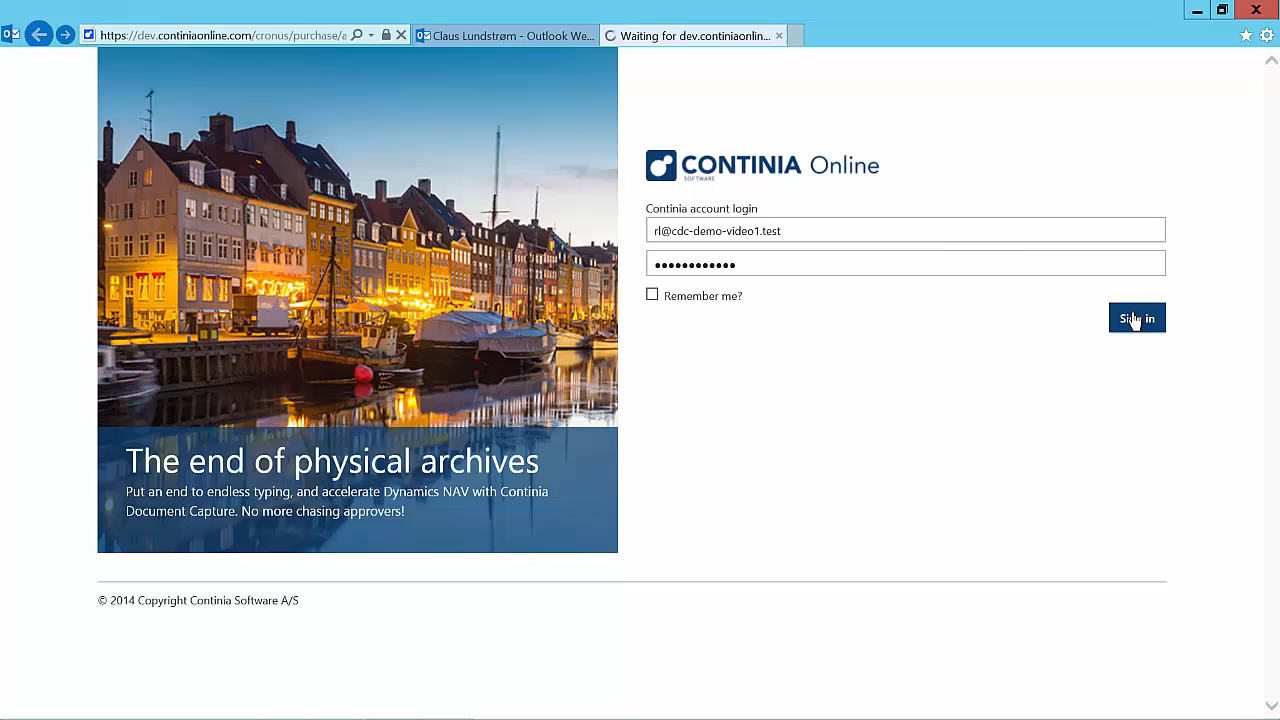 https://dev.continiaonline.com/cronus/purchase/a
Claus Lundstrøm - Outlook We...
Waiting for dev.continiaonlin...
CONTINIA Online
SOFTWARE
Continia account login
rl@cdc-demo-video1.test
●●●●●●●●●●●●
Remember me?
Sign in
The end of physical archives
Put an end to endless typing, and accelerate Dynamics NAV with Continia
Document Capture. No more chasing approvers!
© 2014 Copyright Continia Software A/S